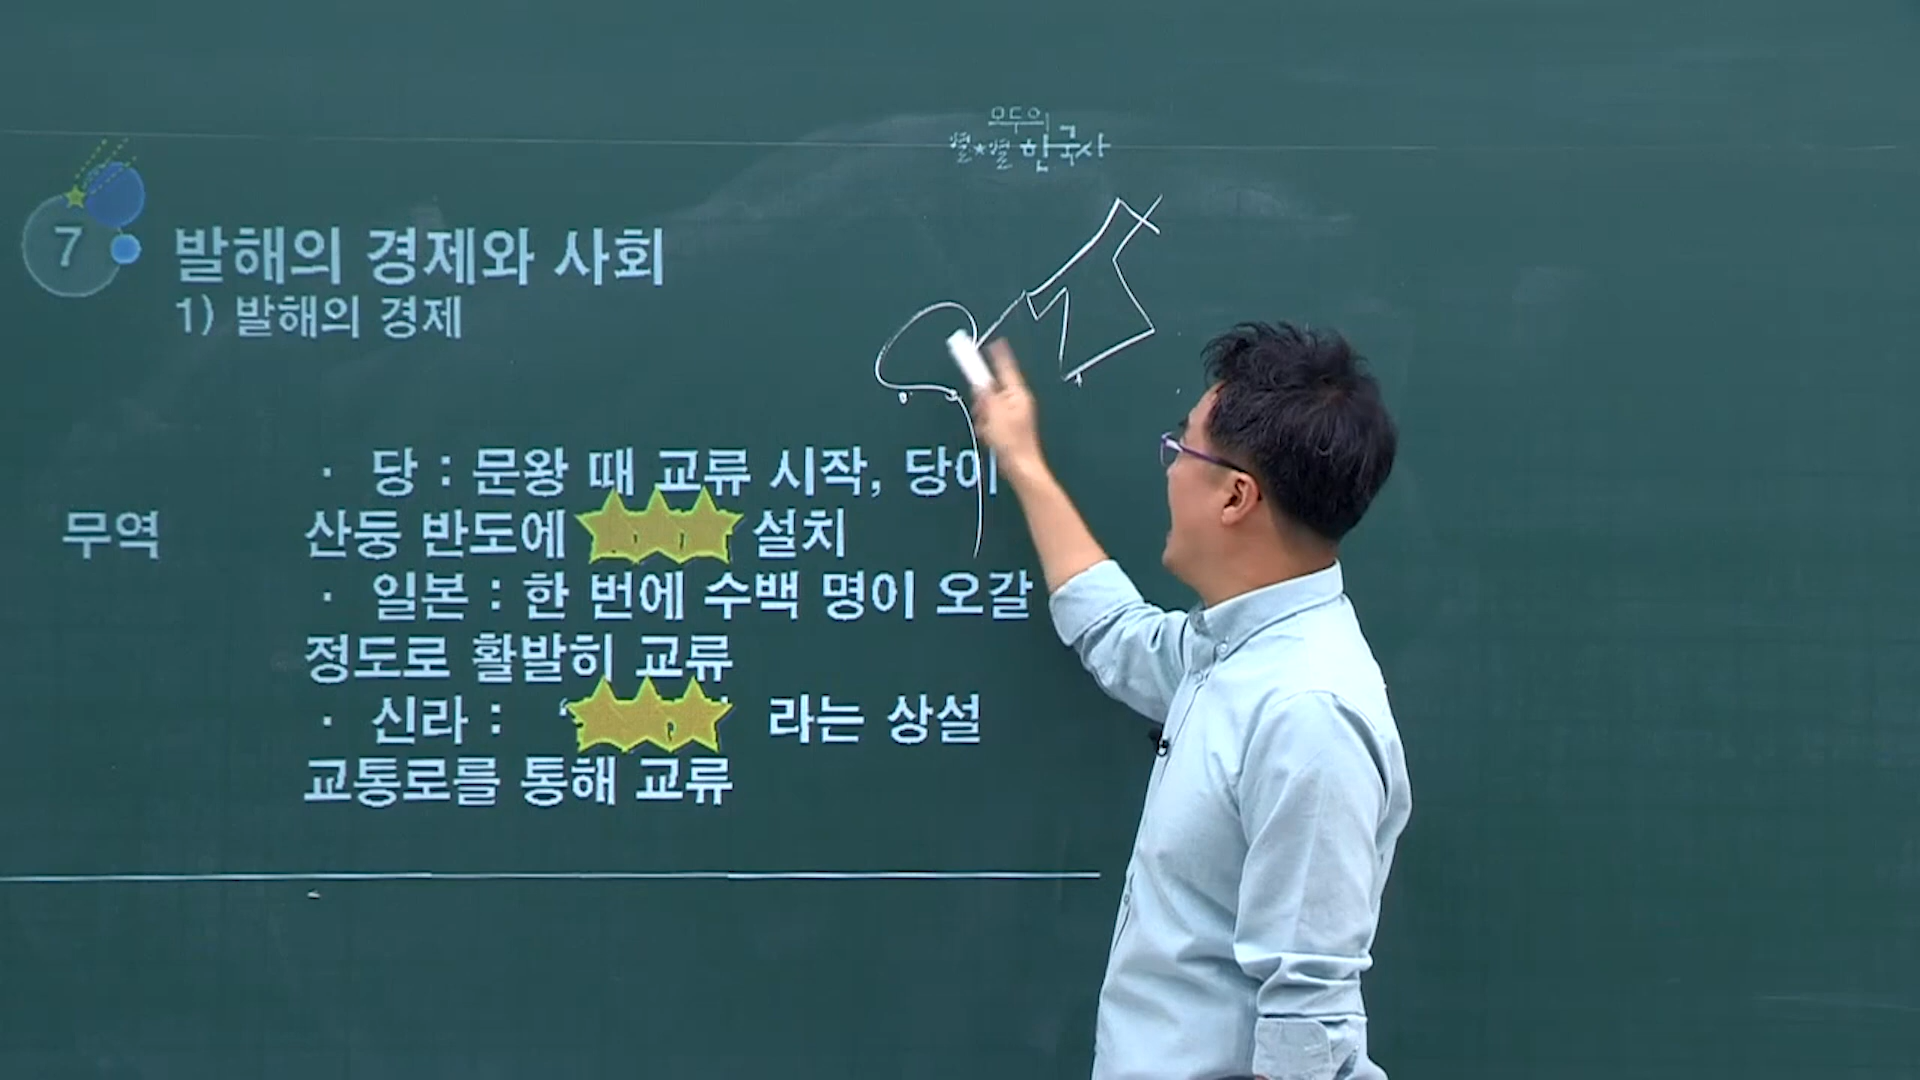 모두의
별★별 한국사
7 발해의 경제와 사회
1) 발해의 경제
· 당 : 문왕 때 교류 시작, 당이
무역 산둥 반도에 설치
· 일본 : 한 번에 수백 명이 오갈
정도로 활발히 교류
· 신라 : ‘ ’ 라는 상설
교통로를 통해 교류